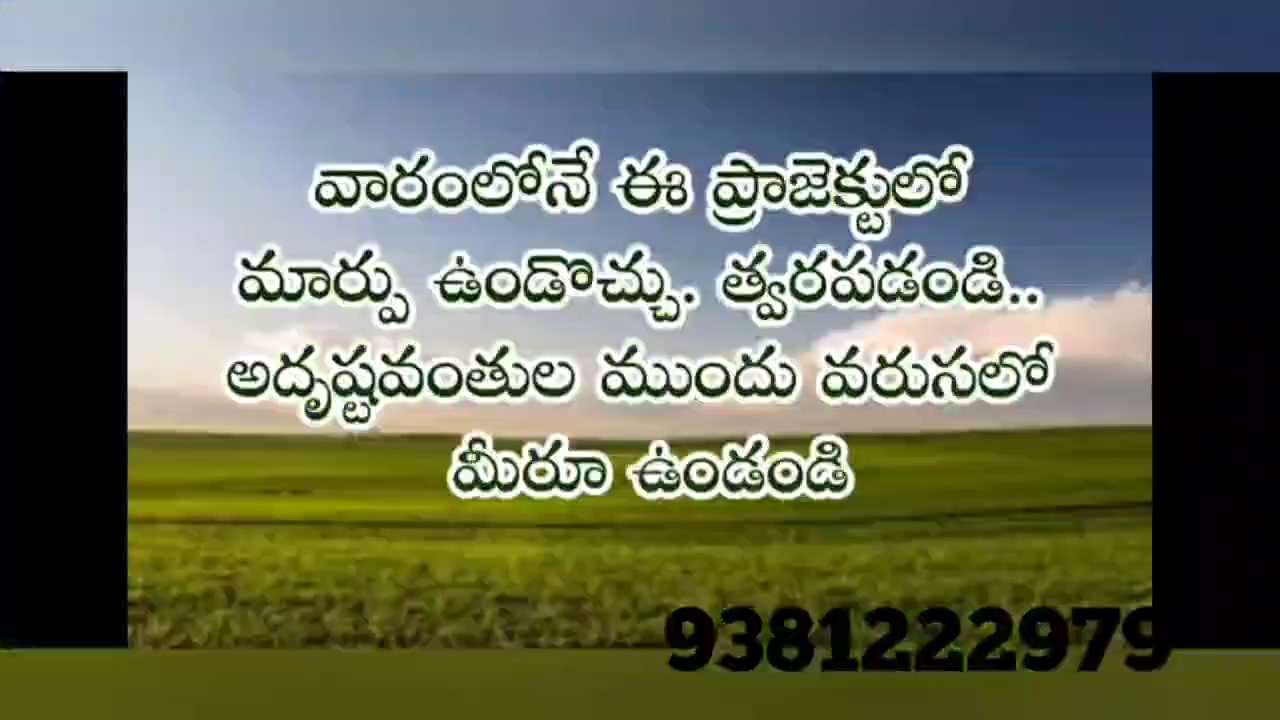 వారంలోనే ఈ ప్రాజెక్టులో
మార్పు ఉండొచ్చు. త్వరపడండి..
అదృష్టవంతుల ముందు వరుసలో
మీరూ ఉండండి
9381222979